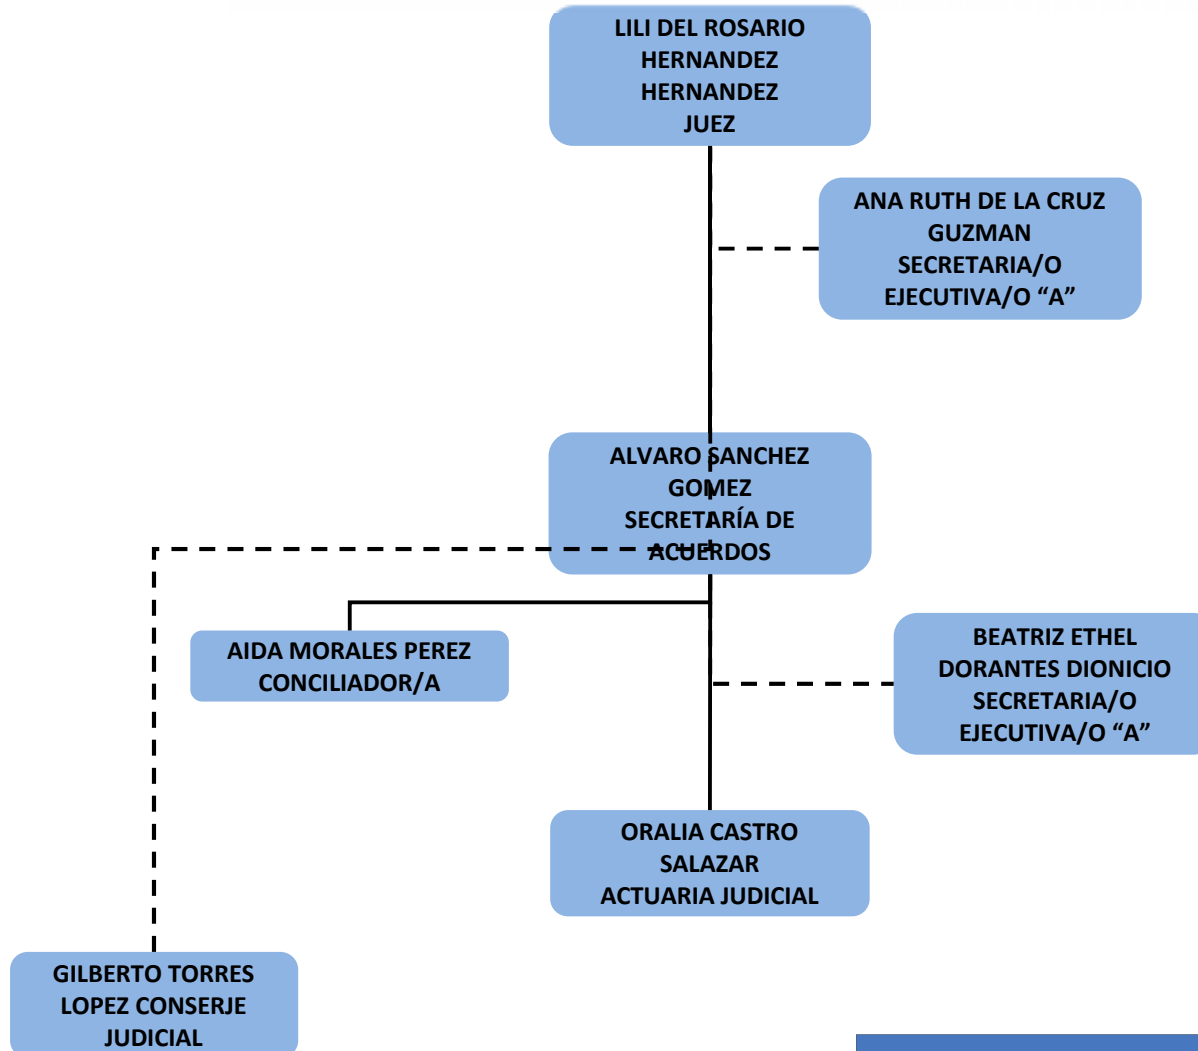 LILI DEL ROSARIO
HERNANDEZ
HERNANDEZ
JUEZ
ANA RUTH DE LA CRUZ
GUZMAN
SECRETARIA/O
EJECUTIVA/O “A”
ALVARO SANCHEZ
GOMEZ
SECRETARÍA DE
ACUERDOS
AIDA MORALES PEREZ
CONCILIADOR/A
BEATRIZ ETHEL
DORANTES DIONICIO
SECRETARIA/O
EJECUTIVA/O “A”
ORALIA CASTRO
SALAZAR
ACTUARIA JUDICIAL
GILBERTO TORRES
LOPEZ CONSERJE
JUDICIAL